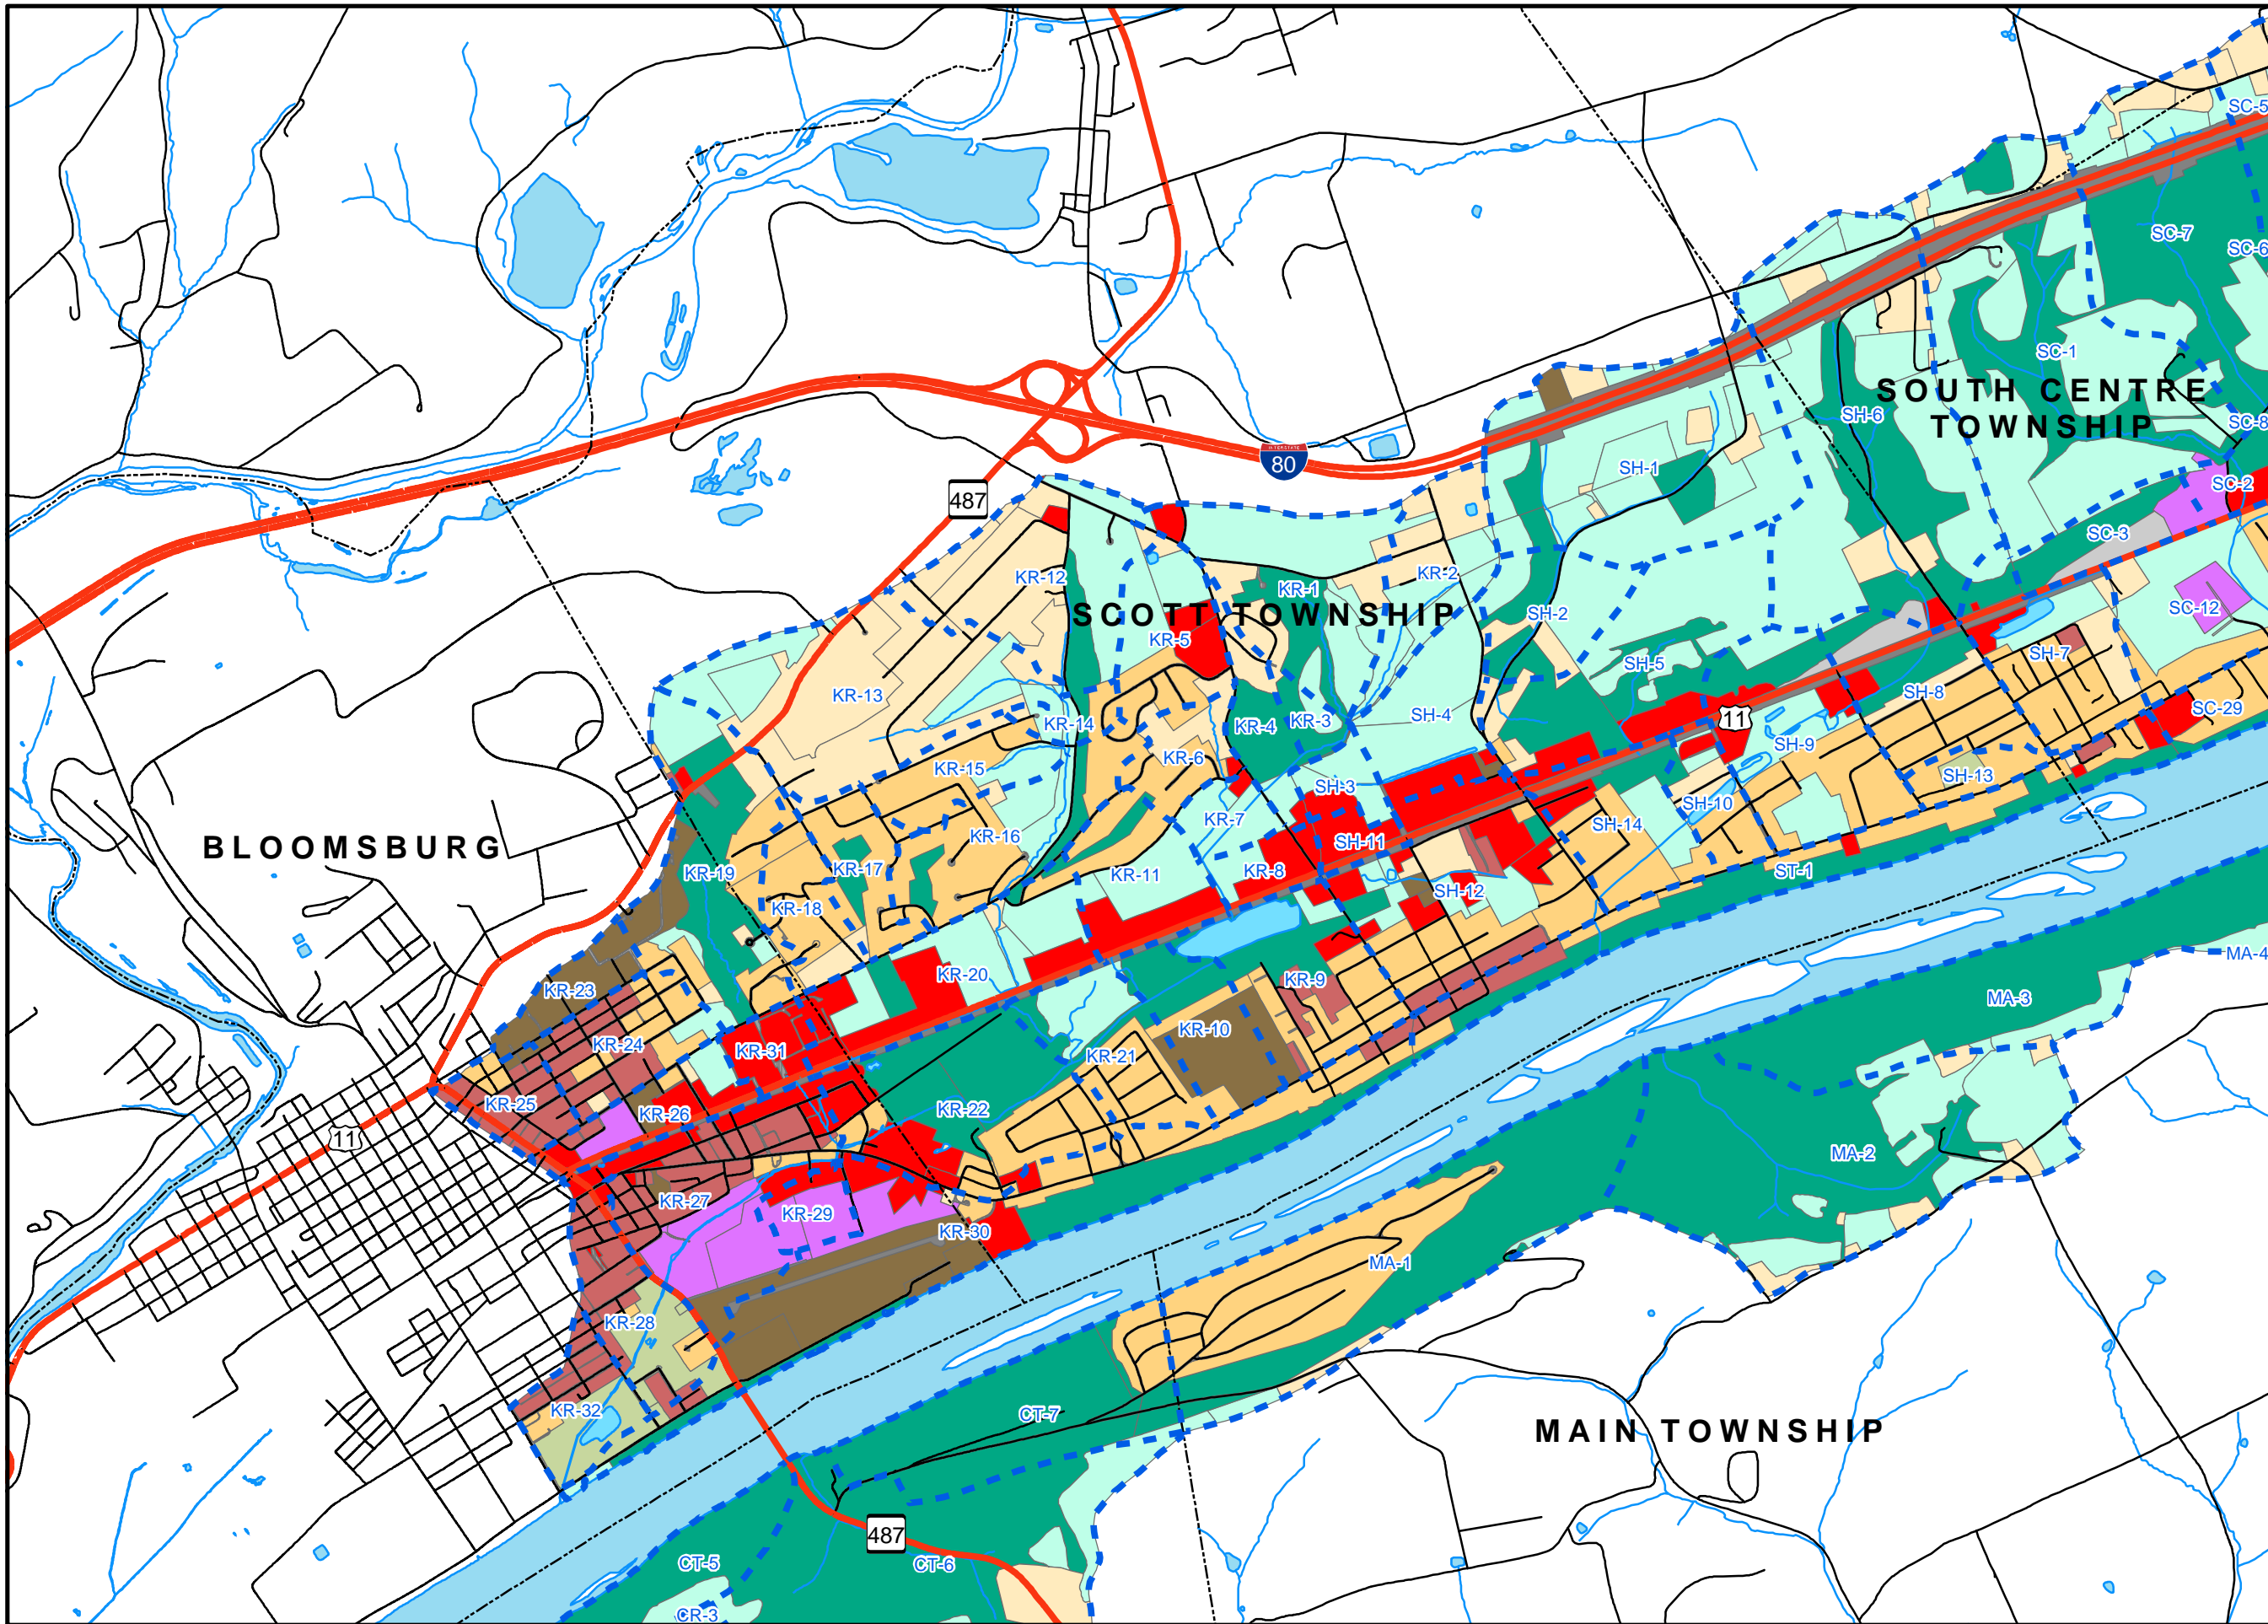 SC-5
SC-7
SC-6
SC-1
SOUTH CENTRE
TOWNSHIP
SH-6
SC-8
INTERSTATE
80
SH-1
SC-2
487
SC-3
KR-12
KR-1
KR-2
SCOTT TOWNSHIP
SH-2
SC-12
KR-5
SH-5
SH-7
KR-13
SH-8
KR-14
KR-4
KR-3
SH-4
11
SC-29
KR-15
KR-6
SH-9
SH-13
SH-3
SH-10
BLOOMSBURG
KR-16
KR-7
SH-14
KR-19
KR-17
KR-11
KR-8
SH-11
ST-1
KR-18
SH-12
KR-23
KR-20
KR-9
MA-4
MA-3
KR-24
KR-31
KR-21
KR-10
KR-25
KR-26
KR-22
11
MA-2
KR-27
KR-29
KR-30
MA-1
KR-28
KR-32
CT-7
MAIN TOWNSHIP
487
CT-5
CT-6
CR-3